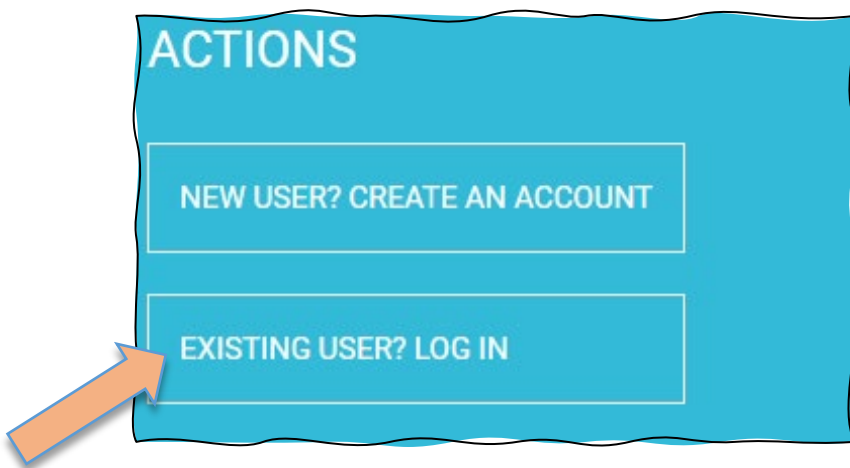 ACTIONS
NEW USER? CREATE AN ACCOUNT
EXISTING USER? LOG IN